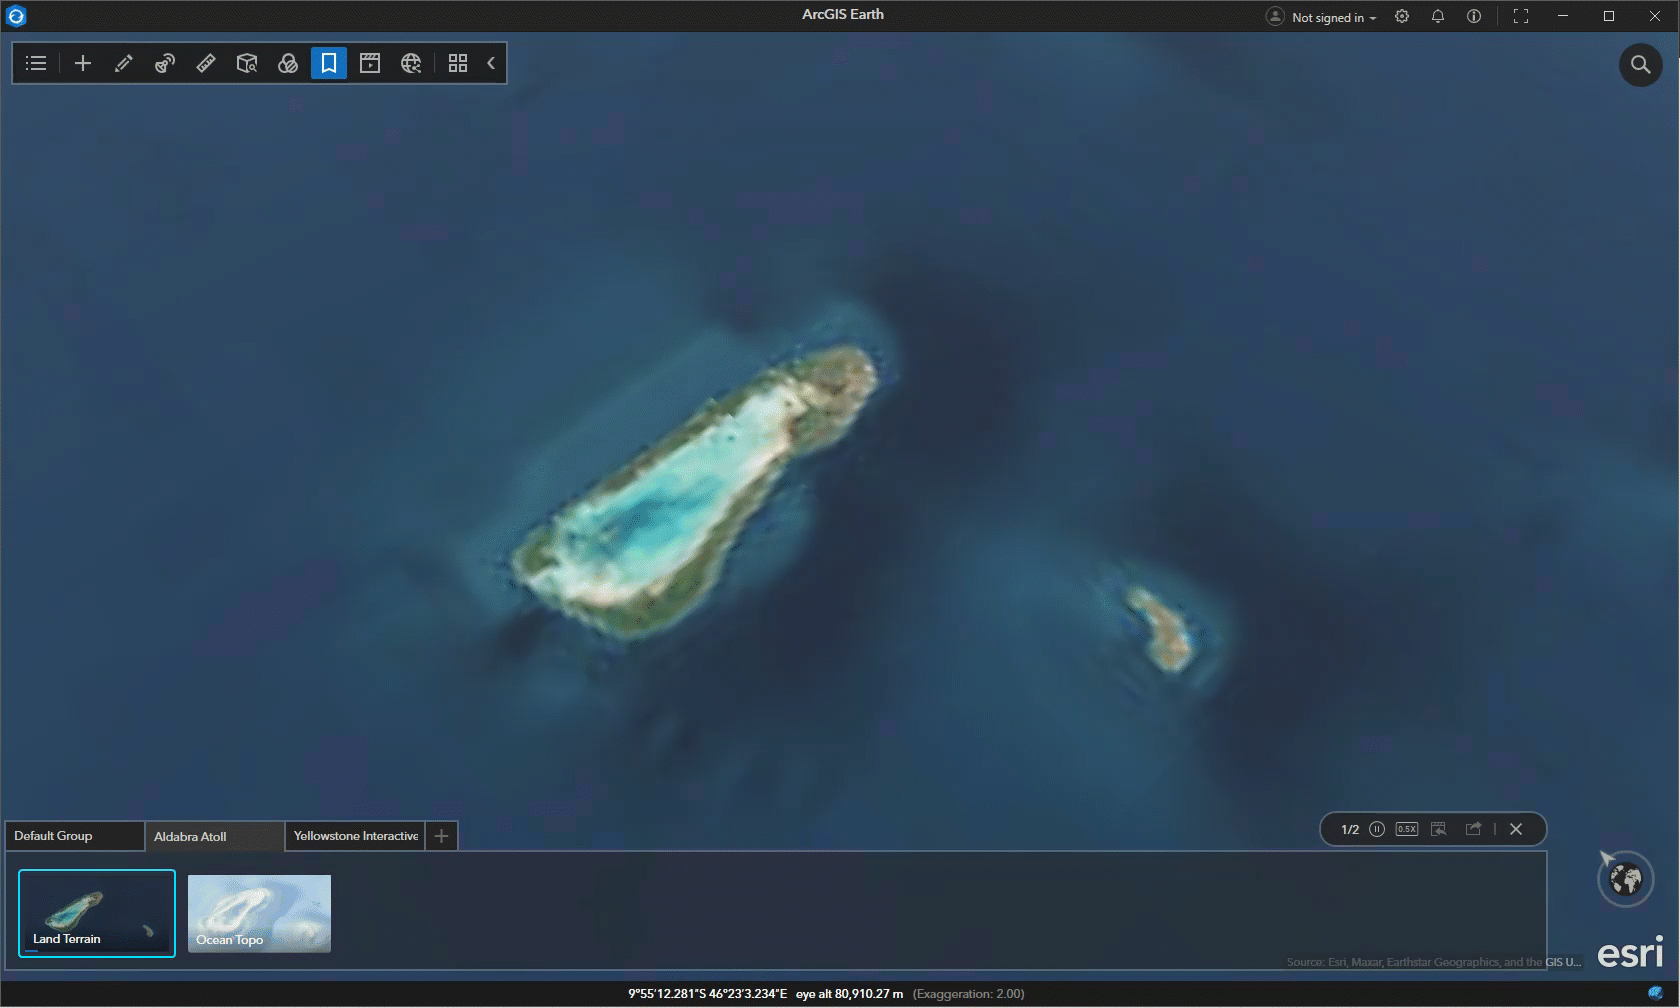 ArcGIS Earth
Not signed in
Default Group
Aldabra Atoll
Yellowstone Interactive
1/2
0.5X
Land Terrain
Ocean Topo
Source: Esri, Maxar, Earthstar Geographics, and the GIS U...
esri
9°55'12.281"S 46°23'3.234"E eye alt 80,910.27 m (Exaggeration: 2.00)